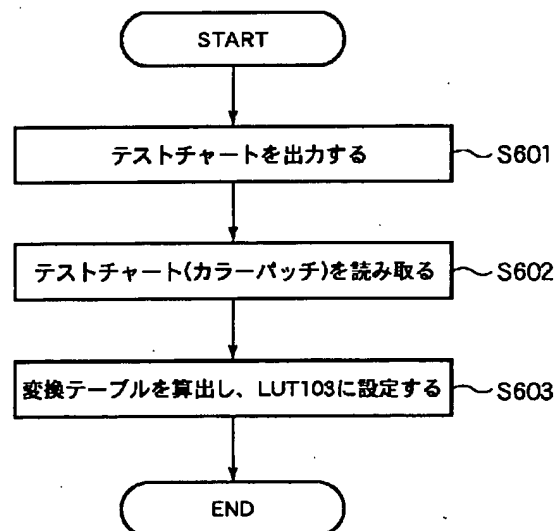 START
テストチャートを出力する
S601
テストチャート(カラーパッチ)を読み取る
S602
変換テーブルを算出し、LUT103に設定する
S603
END